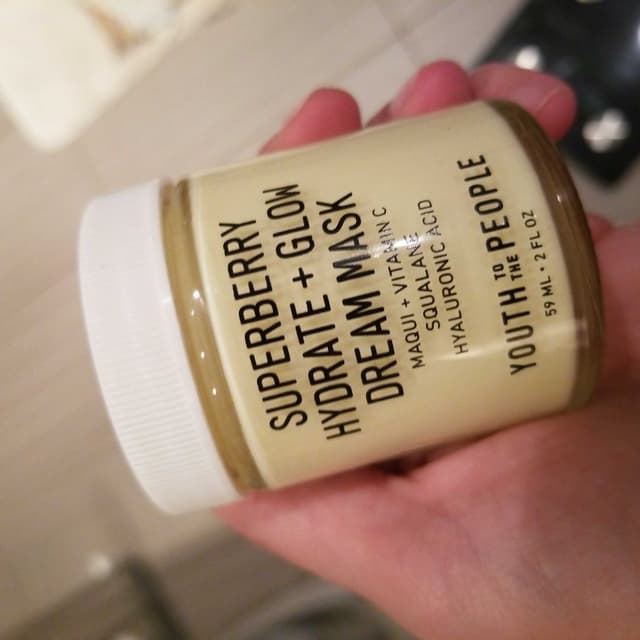 SUPERBERRY
HYDRATE + GLOW
DREAM MASK
MAQUI + VITAMIN C
SQUALANE
HYALURONIC ACID
YOUTH TO THE PEOPLE
59 ML • 2 FL OZ